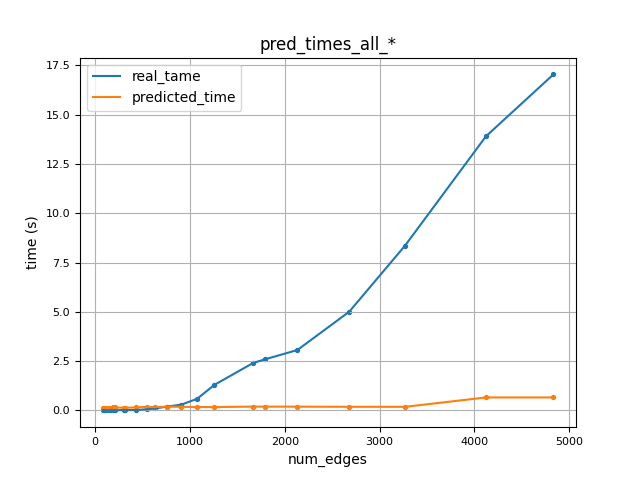 pred_times_all_*
real_tame
predicted_time
17.5
15.0
12.5
10.0
7.5
5.0
2.5
0.0
time (s)
0 1000 2000 3000 4000 5000
num_edges